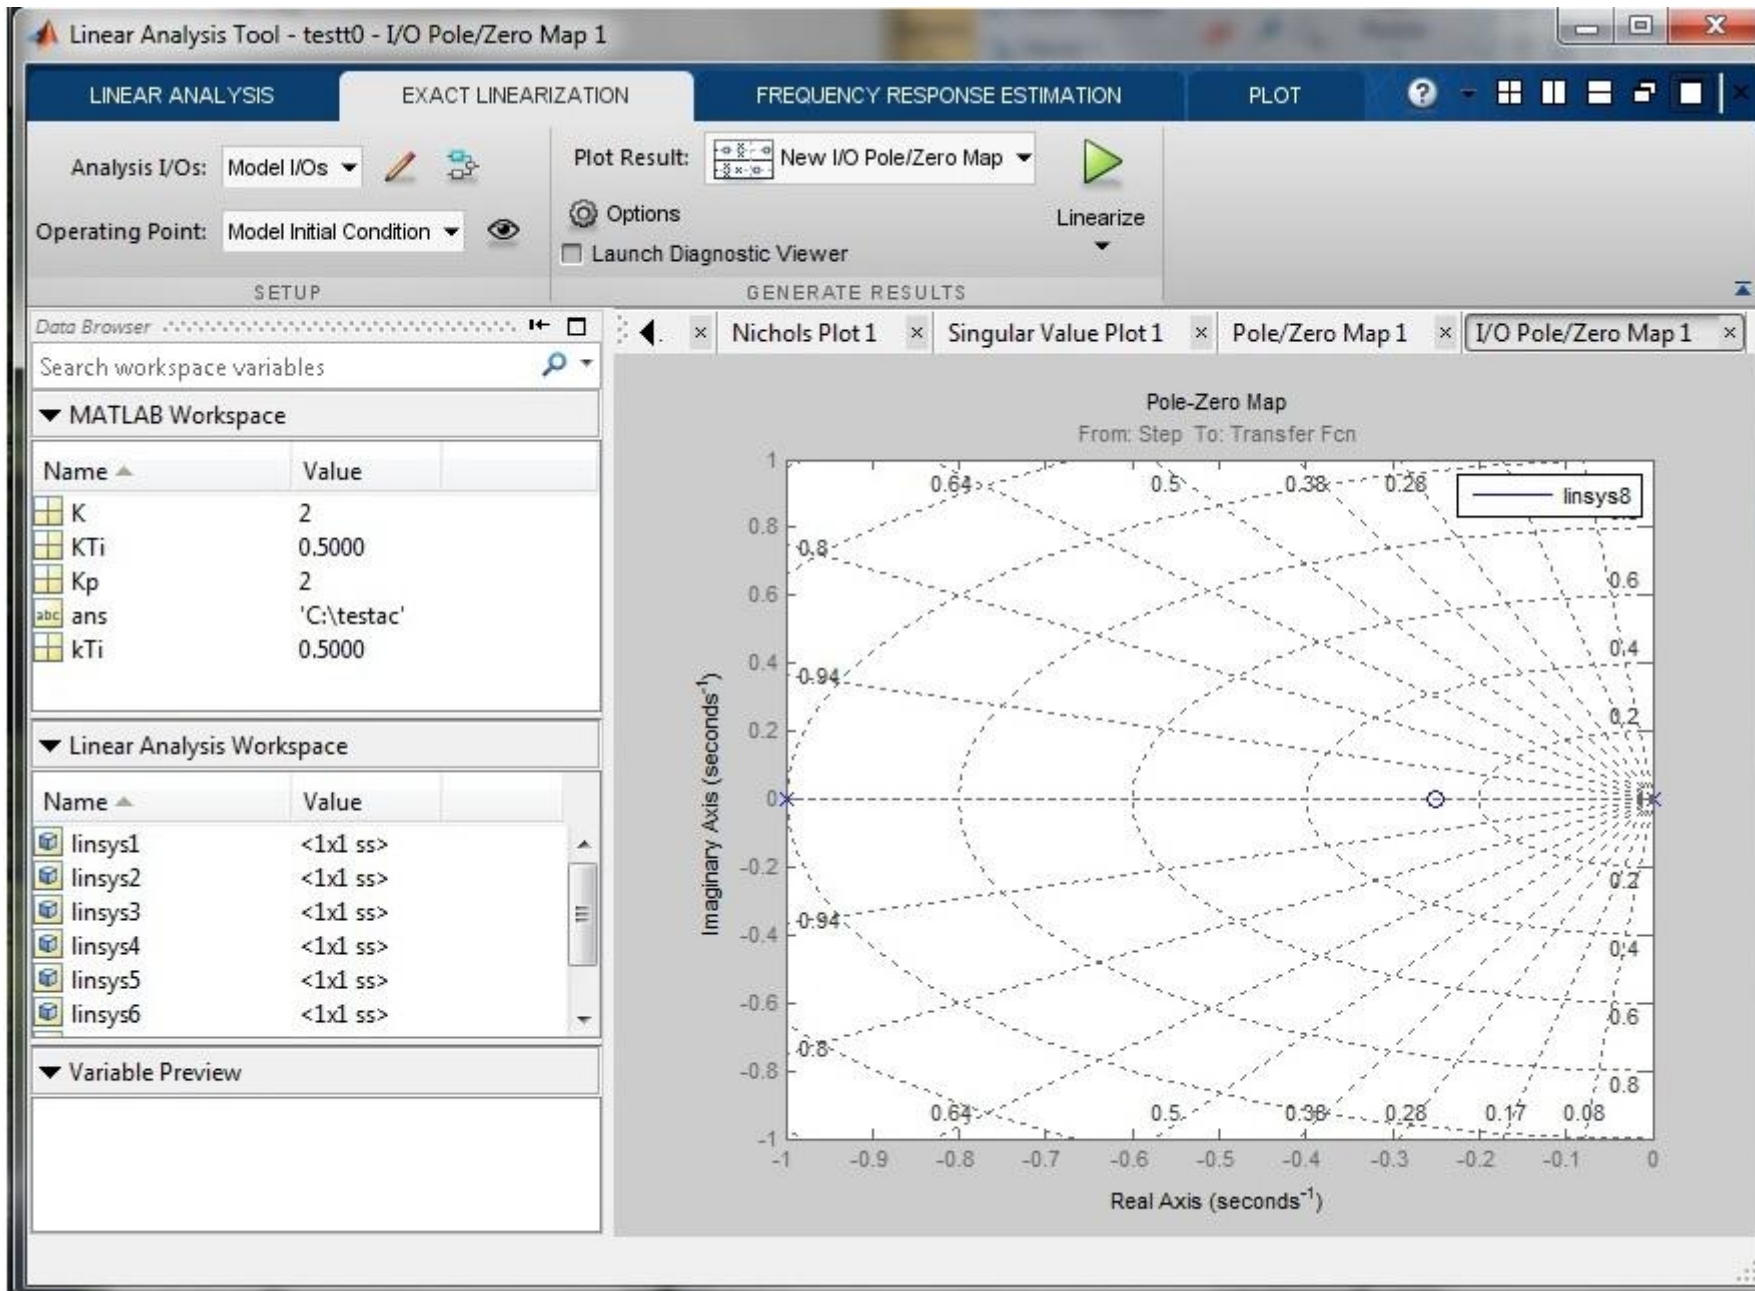 Linear Analysis Tool - testt0 - I/O Pole/Zero Map 1
LINEAR ANALYSIS EXACT LINEARIZATION FREQUENCY RESPONSE ESTIMATION PLOT
Analysis I/Os: Model I/Os
Operating Point: Model Initial Condition
SETUP
Plot Result: New I/O Pole/Zero Map
Options
Launch Diagnostic Viewer
Linearize
GENERATE RESULTS
Data Browser
Search workspace variables
MATLAB Workspace
Name Value
K 2
KTi 0.5000
Kp 2
abc ans 'C:\testac'
kTi 0.5000
Linear Analysis Workspace
Name Value
linsys1 <1x1 ss>
linsys2 <1x1 ss>
linsys3 <1x1 ss>
linsys4 <1x1 ss>
linsys5 <1x1 ss>
linsys6 <1x1 ss>
Variable Preview
Nichols Plot 1 Singular Value Plot 1 Pole/Zero Map 1 I/O Pole/Zero Map 1
Pole-Zero Map
From: Step To: Transfer Fcn
linsys8
Imaginary Axis (seconds⁻¹)
1
0.8
0.6
0.4
0.2
0
-0.2
-0.4
-0.6
-0.8
-1
0.64 0.5 0.38 0.28
0.8
0.6
0.94 0.4
0.2
0.2
0.94 0.4
0.6
0.8
0.8
0.64 0.5 0.38 0.28 0.17 0.08
-1 -0.9 -0.8 -0.7 -0.6 -0.5 -0.4 -0.3 -0.2 -0.1 0
Real Axis (seconds⁻¹)